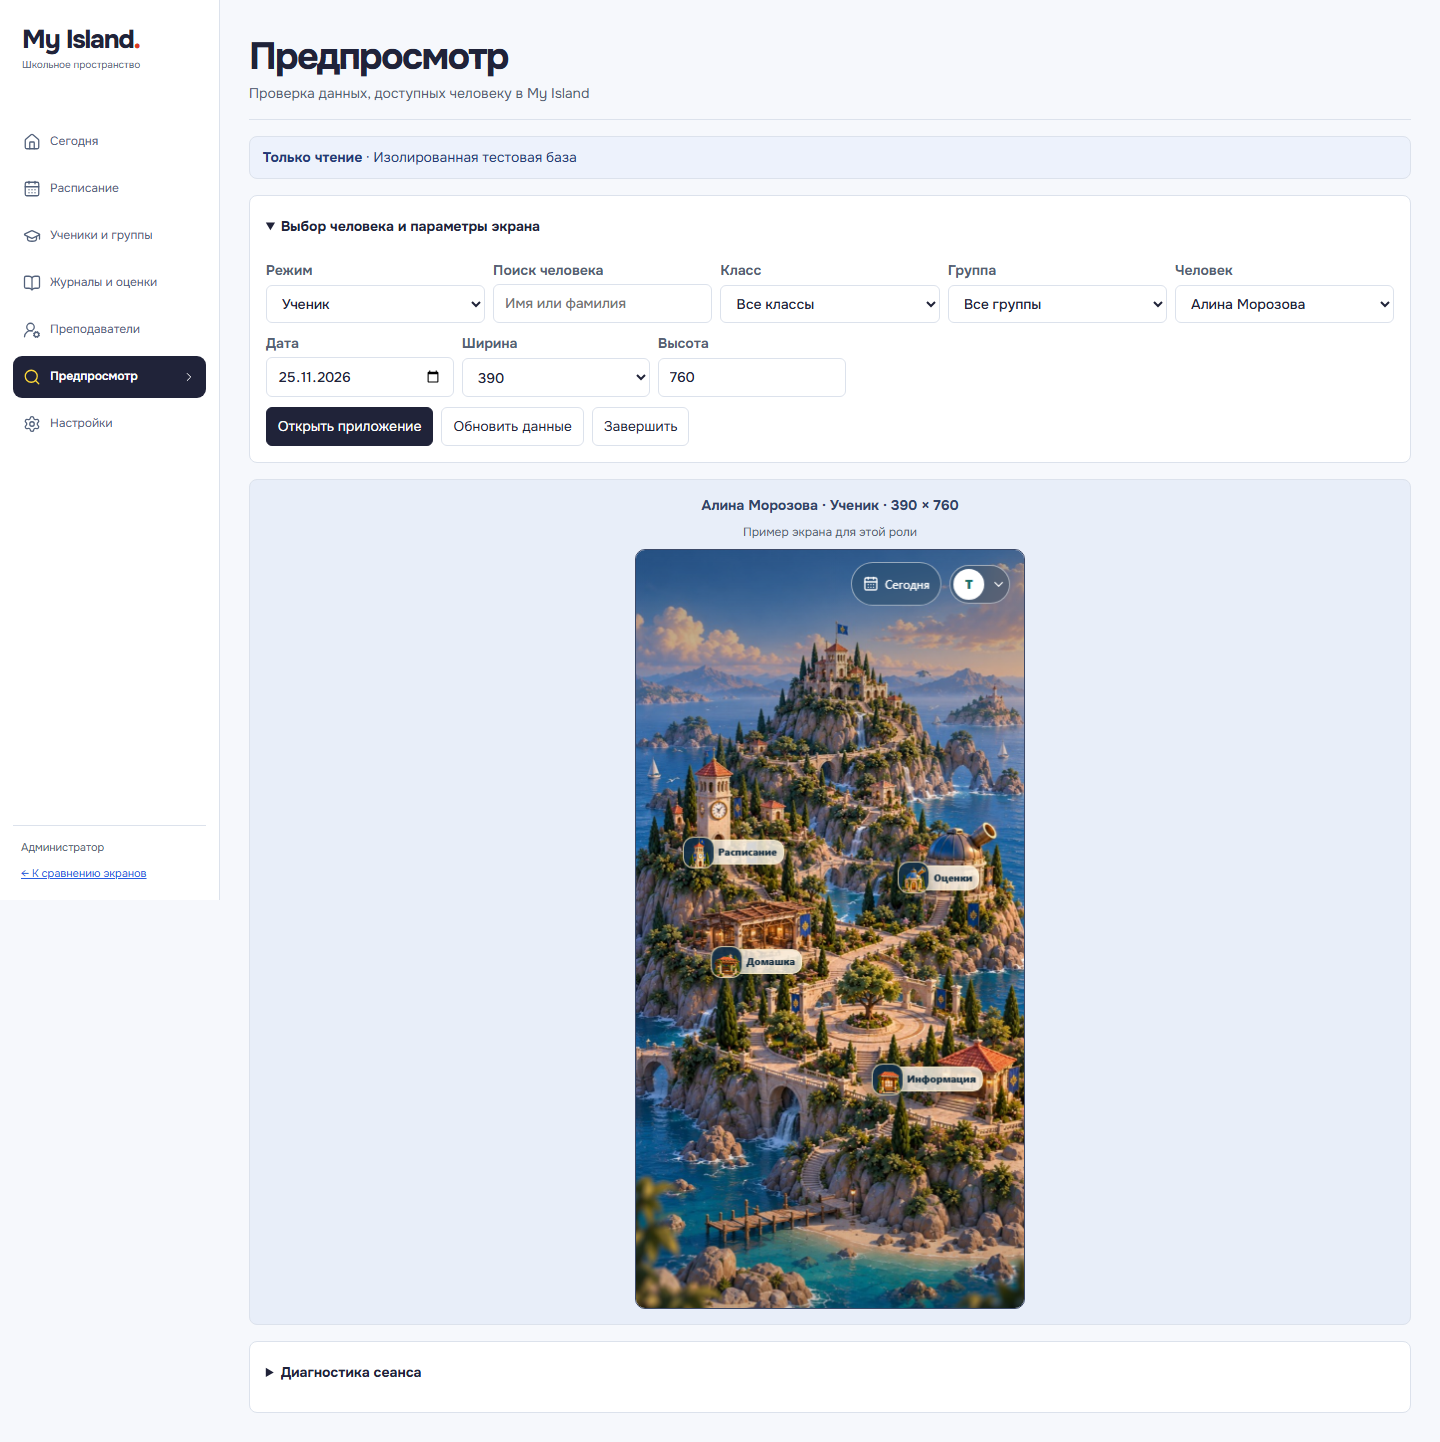 My Island.
Школьное пространство
Сегодня
Расписание
Ученики и группы
Журналы и оценки
Преподаватели
Предпросмотр
Настройки
Администратор
← К сравнению экранов
Предпросмотр
Проверка данных, доступных человеку в My Island
Только чтение · Изолированная тестовая база
Выбор человека и параметры экрана
Режим Поиск человека Класс Группа Человек
Ученик Имя или фамилия Все классы Все группы Алина Морозова
Дата Ширина Высота
25.11.2026 390 760
Открыть приложение Обновить данные Завершить
Алина Морозова · Ученик · 390 × 760
Пример экрана для этой роли
Сегодня T
Расписание
Оценки
Домашка
Информация
Диагностика сеанса